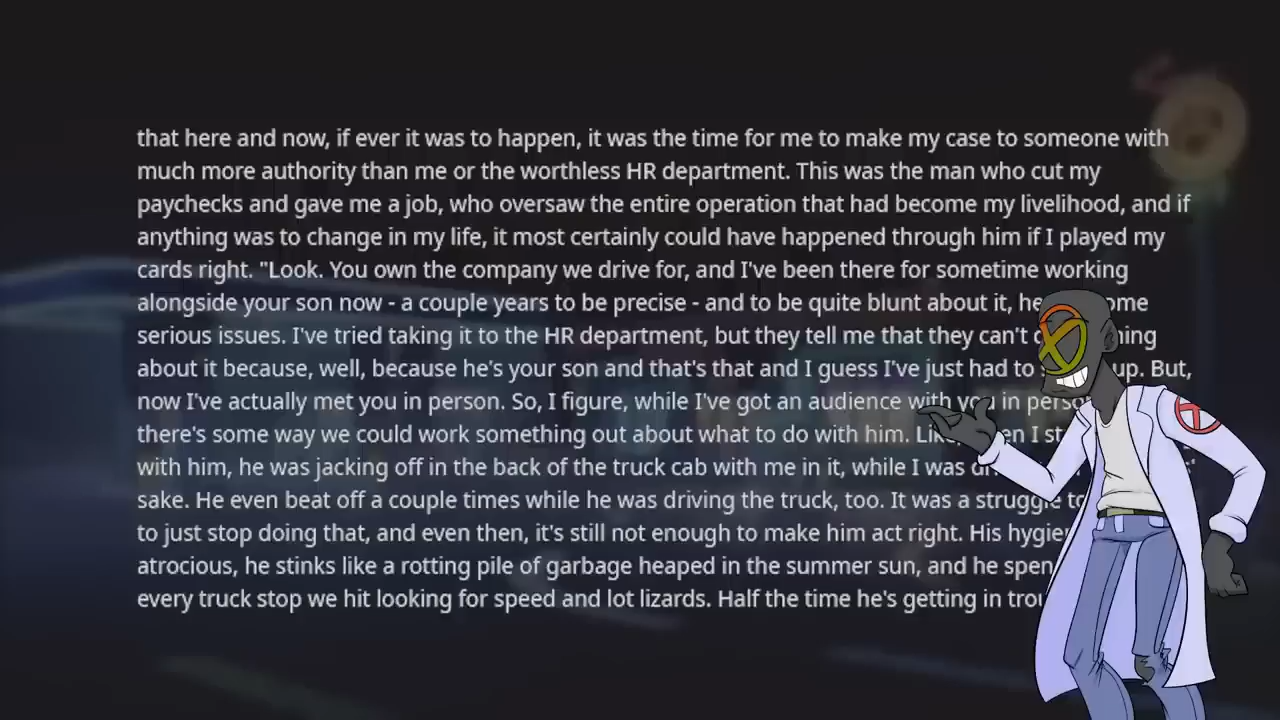 that here and now, if ever it was to happen, it was the time for me to make my case to someone with
much more authority than me or the worthless HR department. This was the man who cut my
paychecks and gave me a job, who oversaw the entire operation that had become my livelihood, and if
anything was to change in my life, it most certainly could have happened through him if I played my
cards right. "Look. You own the company we drive for, and I've been there for sometime working
alongside your son now - a couple years to be precise - and to be quite blunt about it, he
serious issues. I've tried taking it to the HR department, but they tell me that they can't
about it because, well, because he's your son and that's that and I guess I've just had to up. But,
now I've actually met you in person. So, I figure, while I've got an audience with you in
there's some way we could work something out about what to do with him. I
with him, he was jacking off in the back of the truck cab with me in it, while I was
sake. He even beat off a couple times while he was driving the truck, too. It was a struggle
to just stop doing that, and even then, it's still not enough to make him act right. His
atrocious, he stinks like a rotting pile of garbage heaped in the summer sun, and he
every truck stop we hit looking for speed and lot lizards. Half the time he's getting in